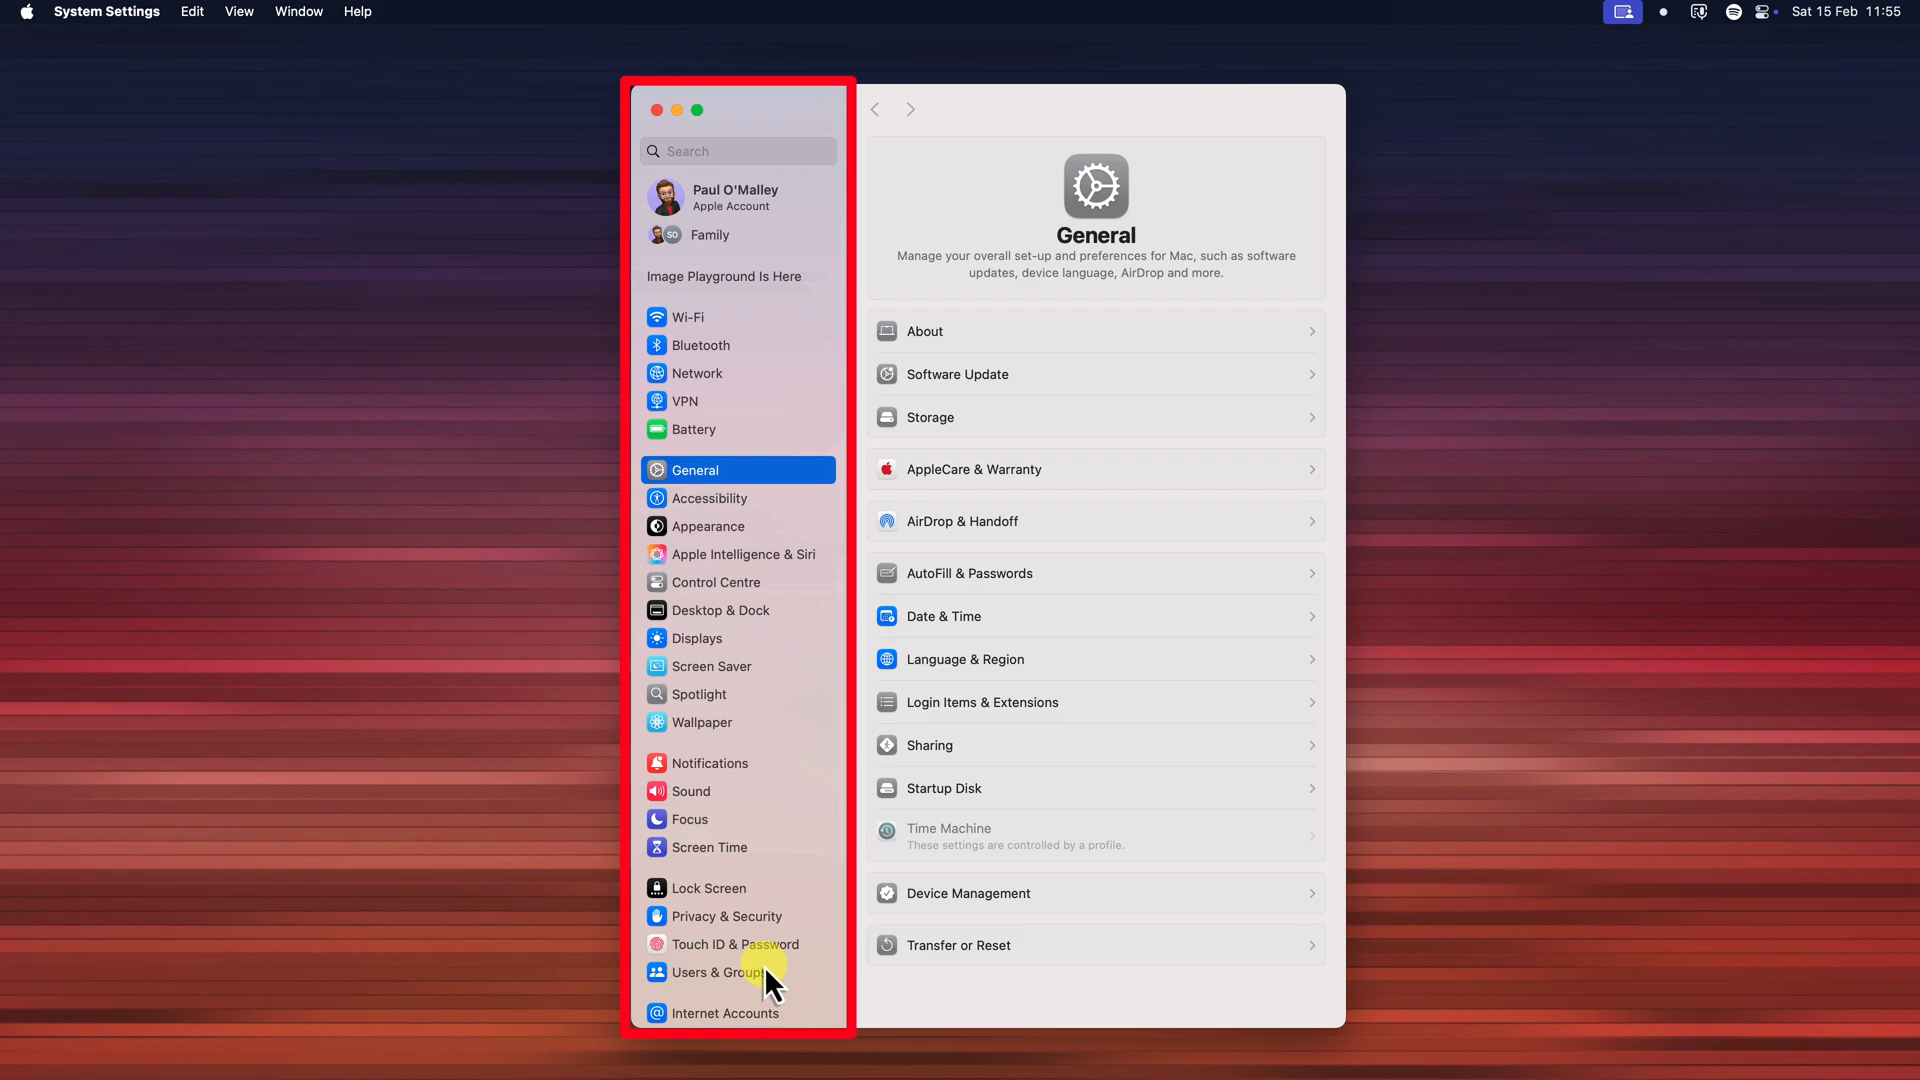 System Settings Edit View Window Help
Sat 15 Feb 11:55
Search
Paul O'Malley
Apple Account
SO Family
Image Playground Is Here
Wi-Fi
Bluetooth
Network
VPN
Battery
General
Accessibility
Appearance
Apple Intelligence & Siri
Control Centre
Desktop & Dock
Displays
Screen Saver
Spotlight
Wallpaper
Notifications
Sound
Focus
Screen Time
Lock Screen
Privacy & Security
Touch ID & Password
Users & Groups
Internet Accounts
General
Manage your overall set-up and preferences for Mac, such as software
updates, device language, AirDrop and more.
About
Software Update
Storage
AppleCare & Warranty
AirDrop & Handoff
AutoFill & Passwords
Date & Time
Language & Region
Login Items & Extensions
Sharing
Startup Disk
Time Machine
These settings are controlled by a profile.
Device Management
Transfer or Reset